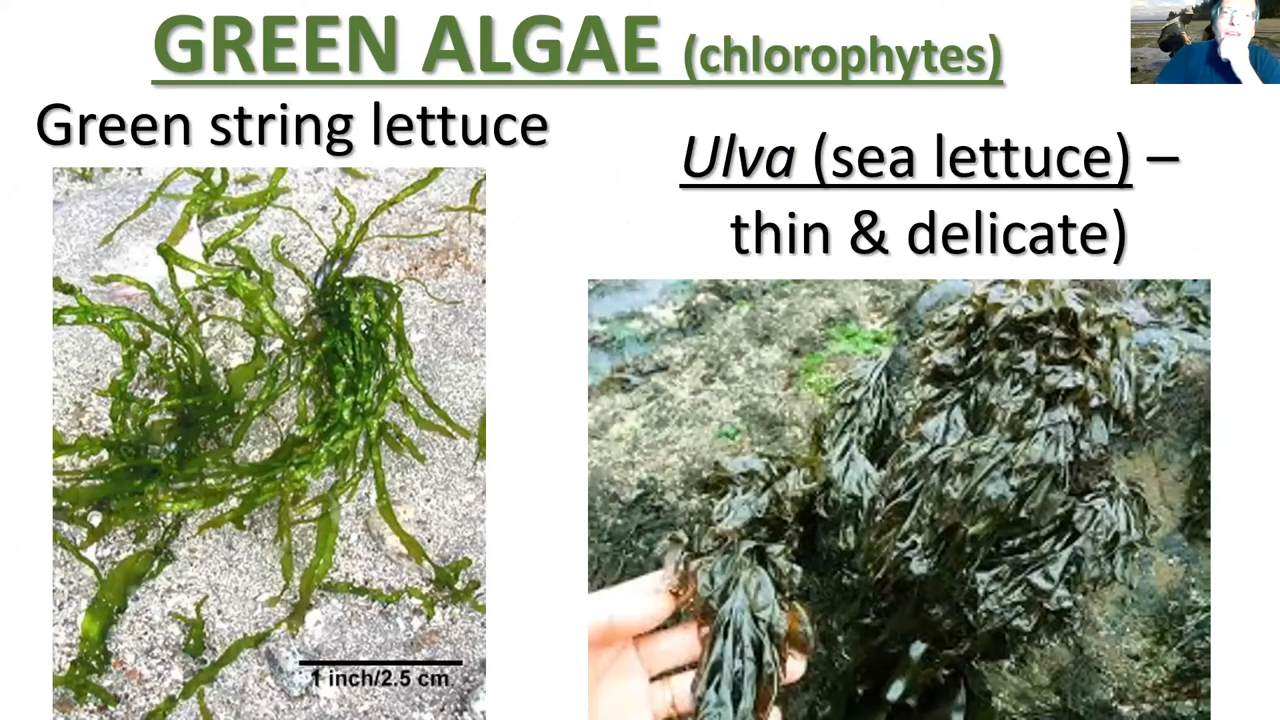 GREEN ALGAE (chlorophytes)
Green string lettuce
Ulva (sea lettuce) –
thin & delicate)
1 inch/2.5 cm